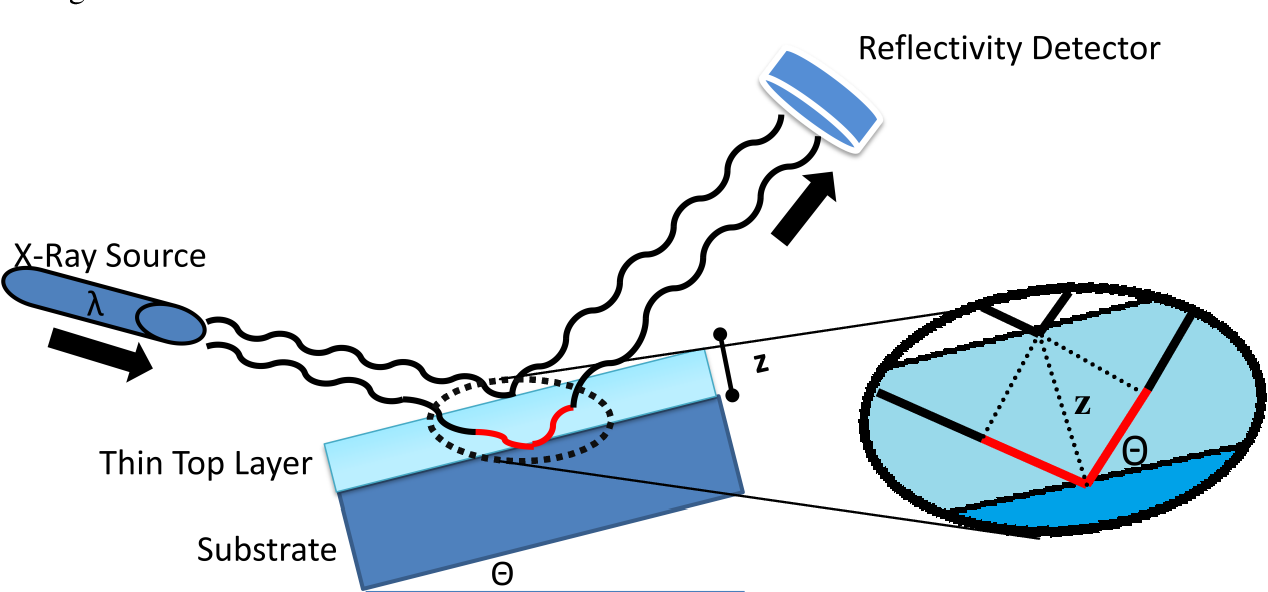 Reflectivity Detector
X-Ray Source
λ
z
z
Θ
Thin Top Layer
Substrate
Θ